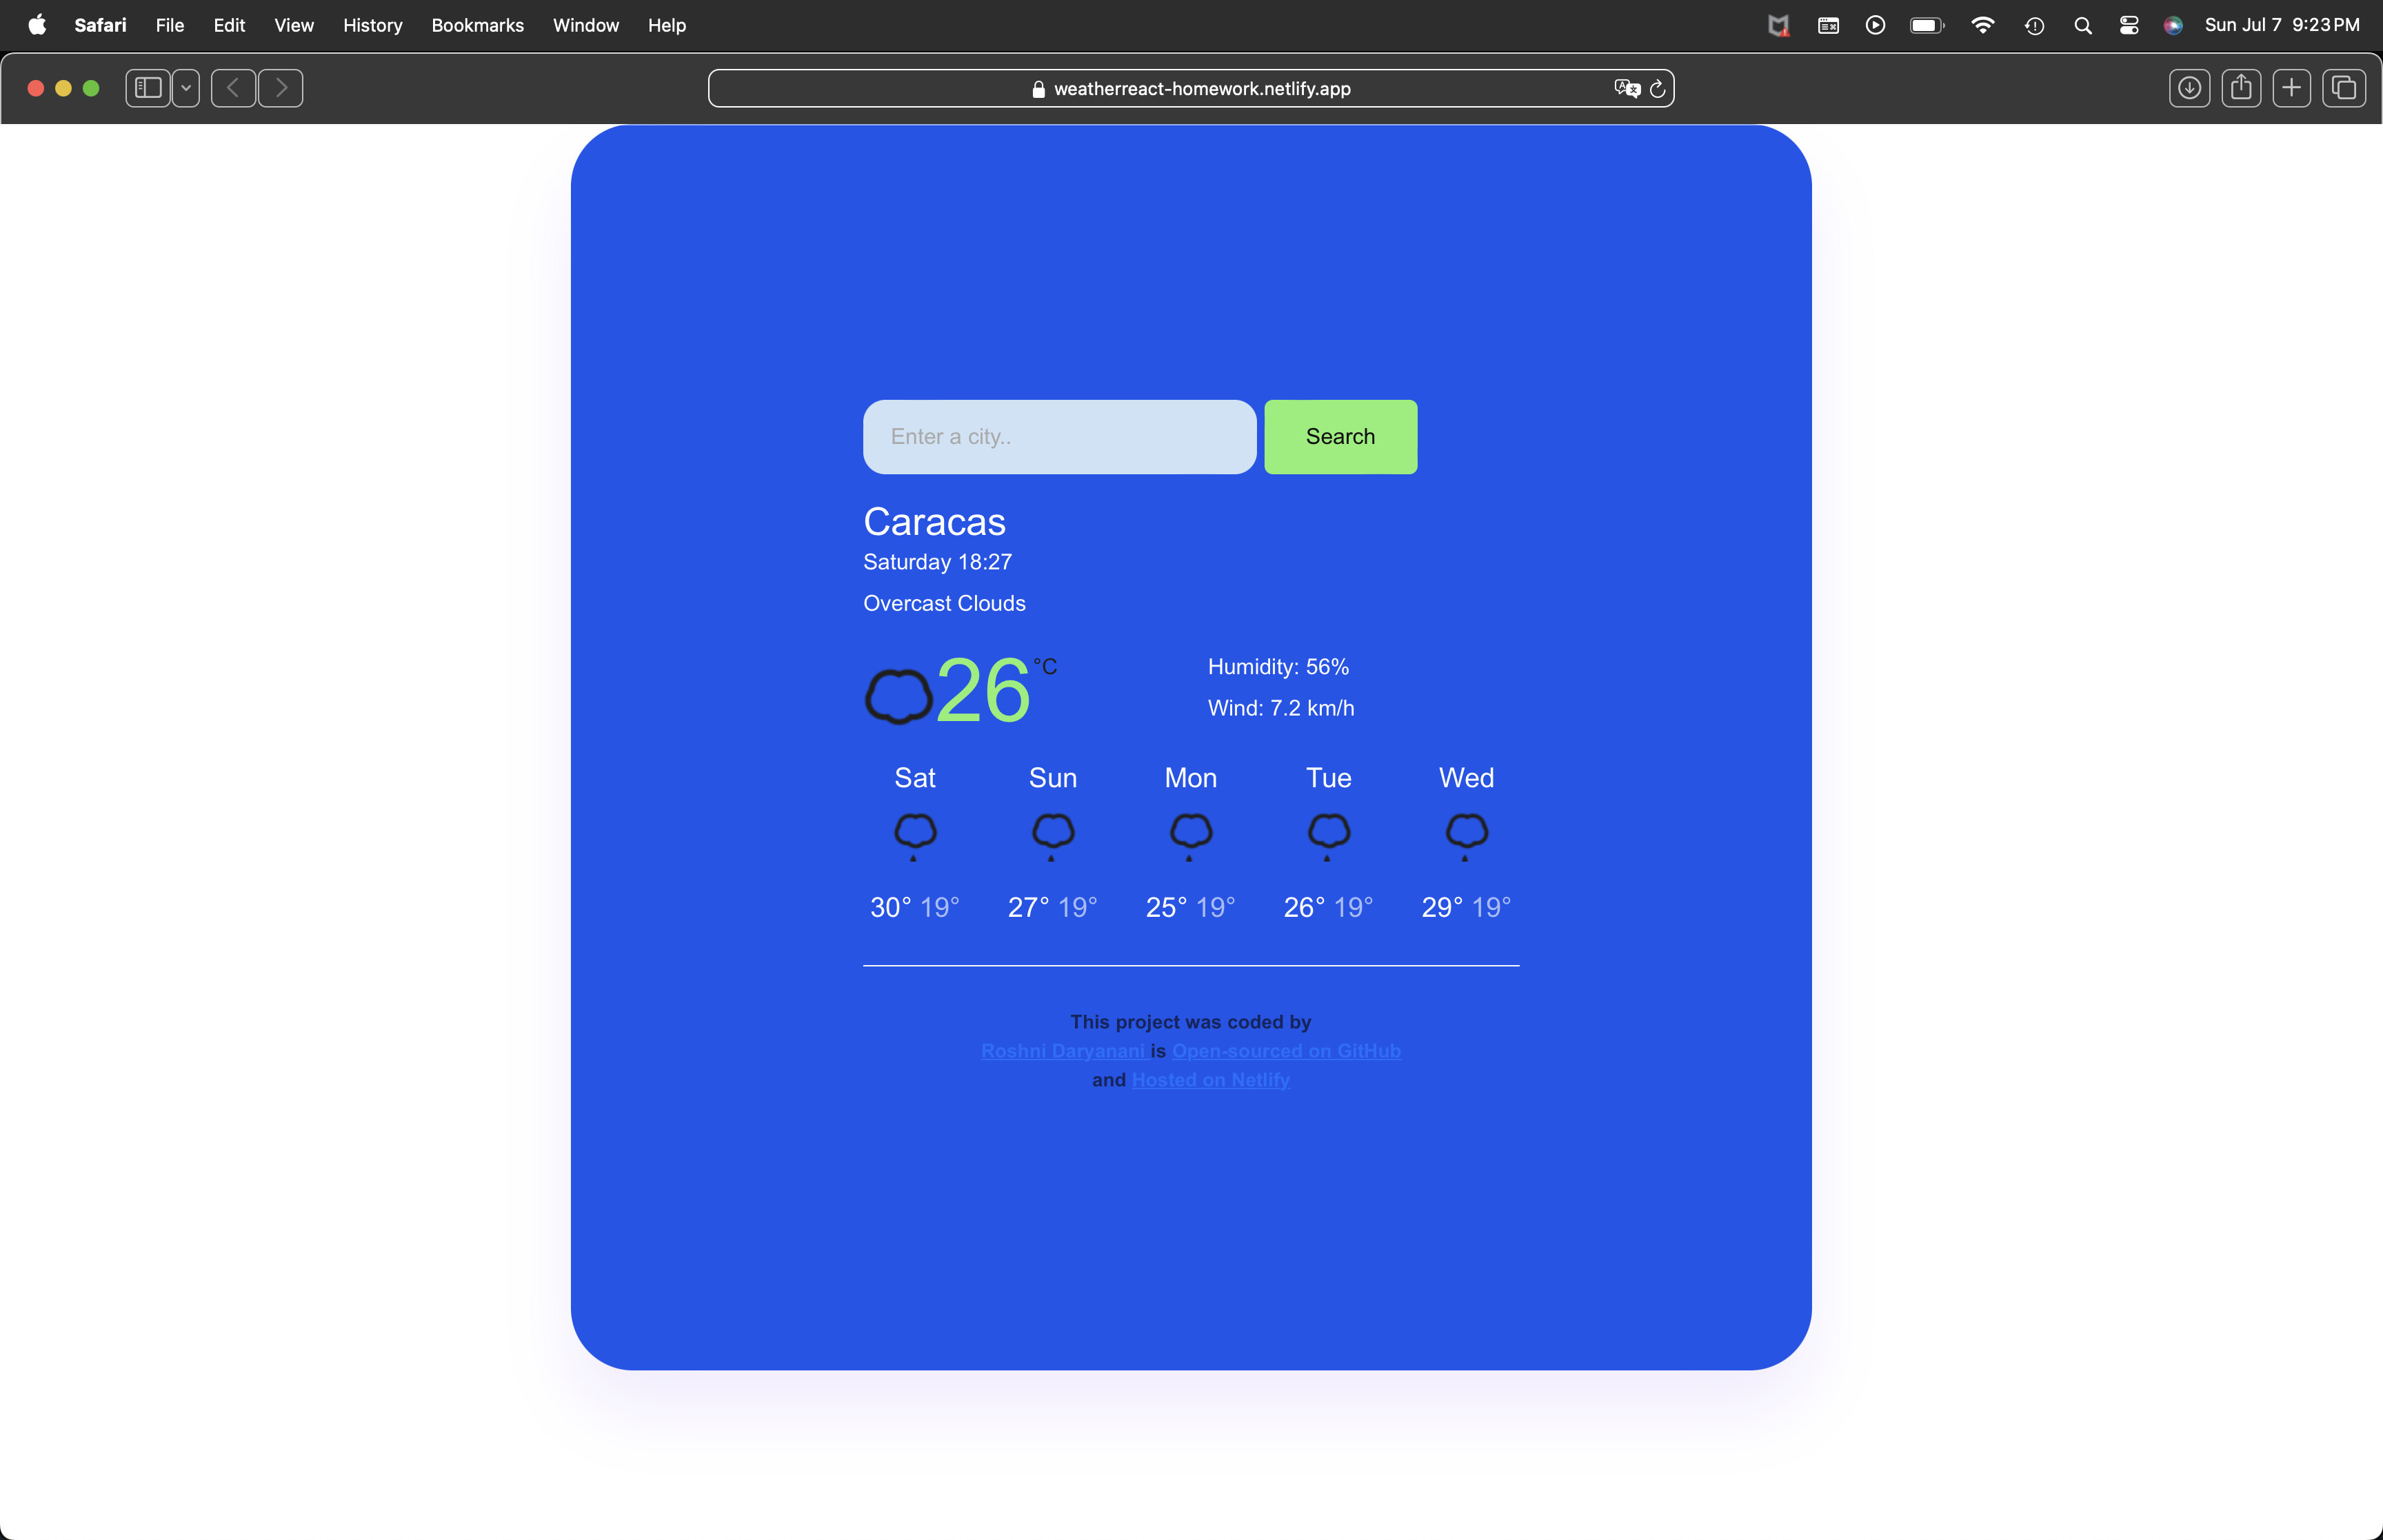 Safari File Edit View History Bookmarks Window Help Sun Jul 7 9:23 PM
weatherreact-homework.netlify.app
Enter a city.. Search
Caracas
Saturday 18:27
Overcast Clouds
26 °C Humidity: 56%
Wind: 7.2 km/h
Sat Sun Mon Tue Wed
30° 19° 27° 19° 25° 19° 26° 19° 29° 19°
This project was coded by
Roshni Daryanani is Open-sourced on GitHub
and Hosted on Netlify